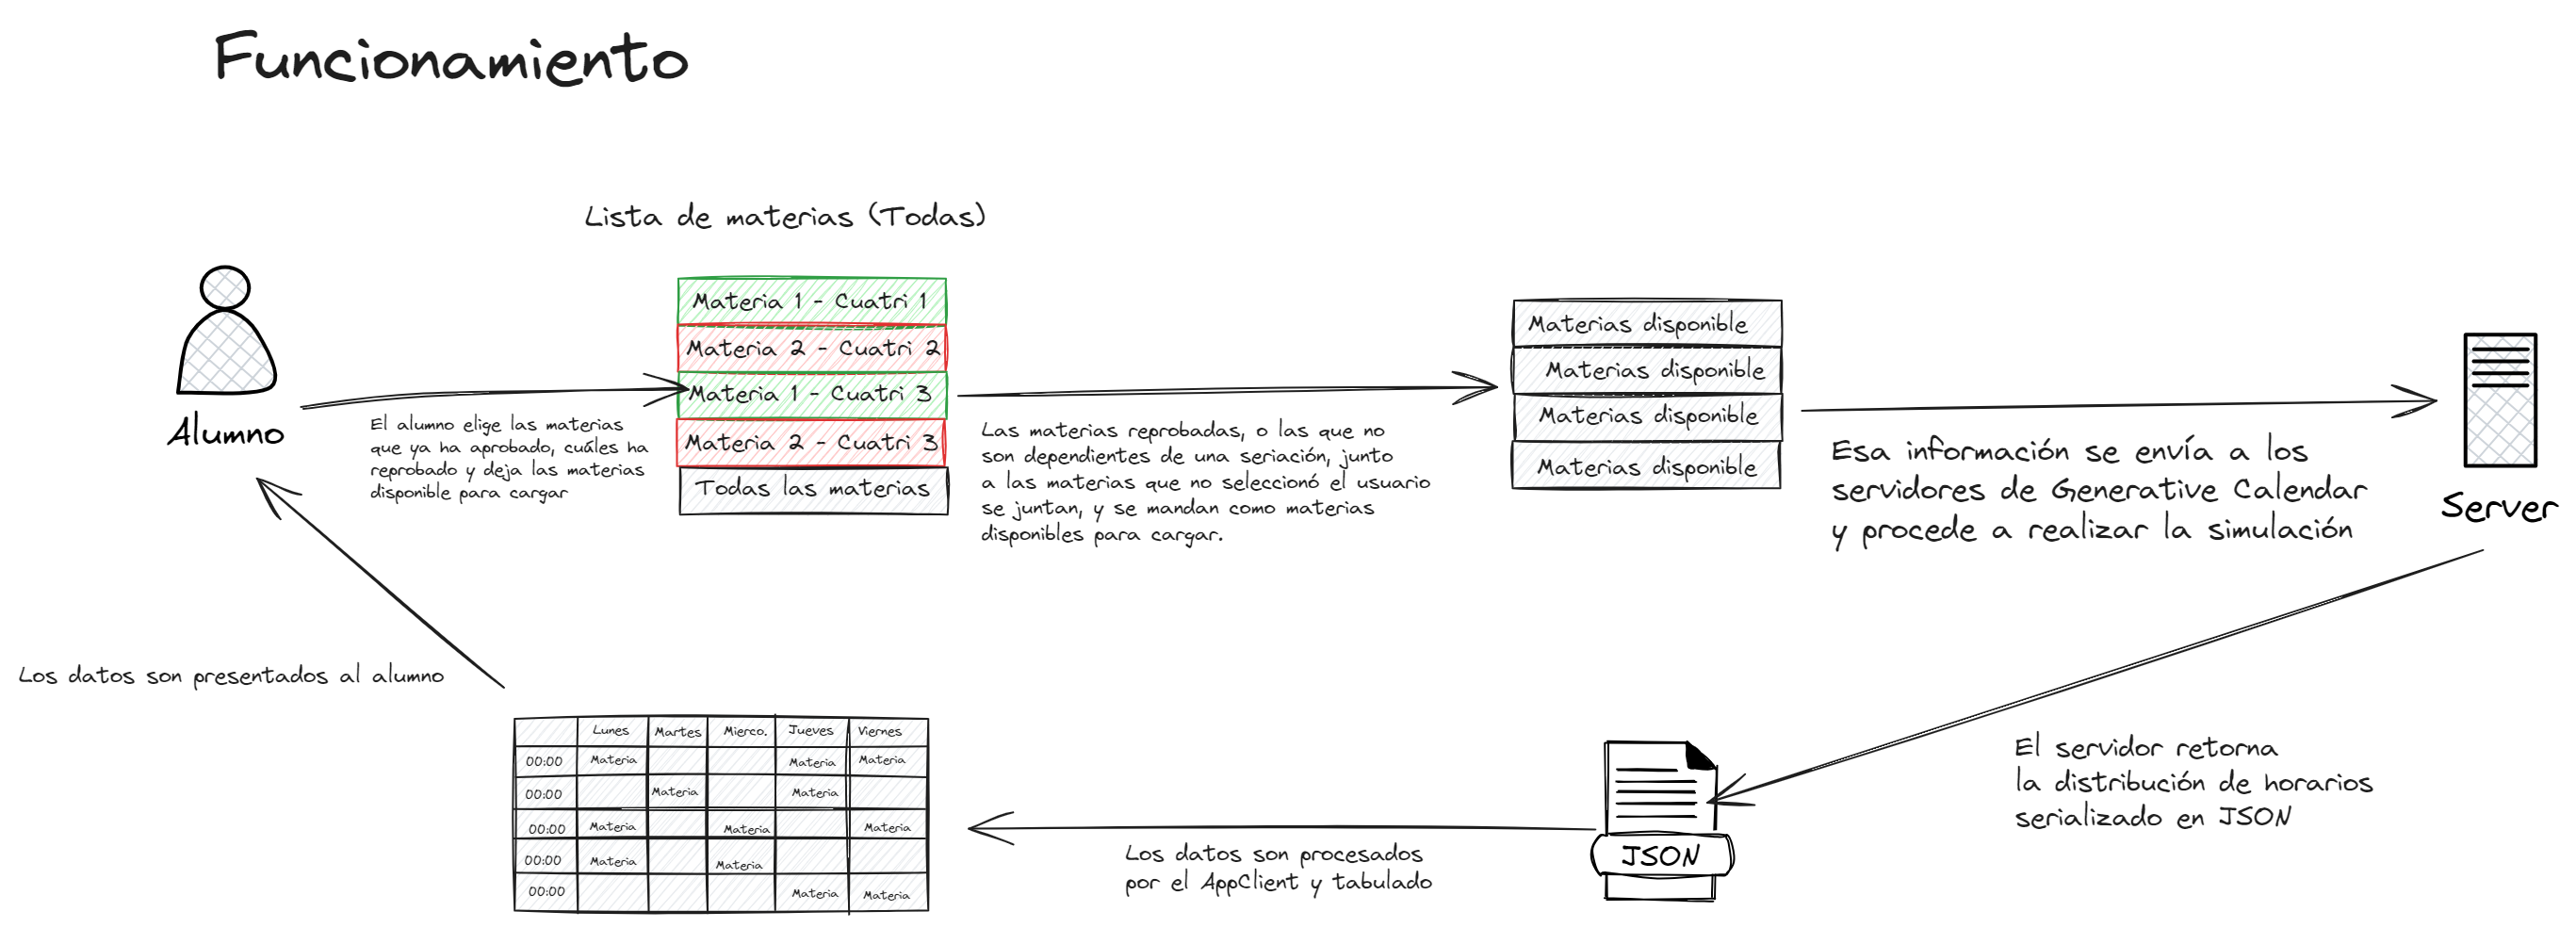 Funcionamiento
Lista de materias (Todas)
Alumno
El alumno elige las materias
que ya ha aprobado, cuáles ha
reprobado y deja las materias
disponible para cargar
Materia 1 - Cuatri 1
Materia 2 - Cuatri 2
Materia 1 - Cuatri 3
Materia 2 - Cuatri 3
Todas las materias
Las materias reprobadas, o las que no
son dependientes de una seriación, junto
a las materias que no seleccionó el usuario
se juntan, y se mandan como materias
disponibles para cargar.
Materias disponible
Materias disponible
Materias disponible
Materias disponible
Esa información se envía a los
servidores de Generative Calendar
y procede a realizar la simulación
Server
El servidor retorna
la distribución de horarios
serializado en JSON
JSON
Los datos son procesados
por el AppClient y tabulado
Lunes Martes Mierco. Jueves Viernes
00:00 Materia Materia Materia
00:00 Materia Materia
00:00 Materia Materia Materia
00:00 Materia Materia
00:00 Materia Materia
Los datos son presentados al alumno